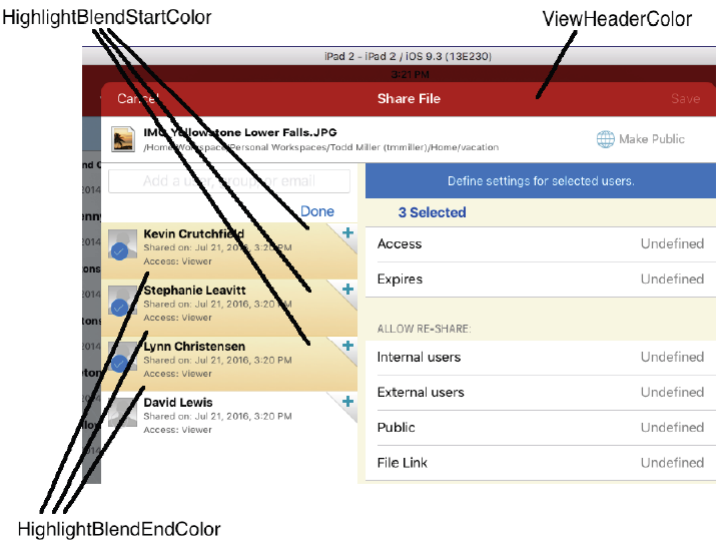 HighlightBlendStartColor
ViewHeaderColor
iPad 2 - iPad 2 / iOS 9.3 (13E230)
3:21 PM
Cancel
Share File
Save
IMG Yellowstone Lower Falls.JPG
/Home/Workspace/Personal Workspaces/Todd Miller (tmmiller)/Home/vacation
Make Public
Add a user, group, or email
Define settings for selected users.
Done
3 Selected
Kevin Crutchfield
Shared on: Jul 21, 2016, 3:20 PM
Access: Viewer
Access Undefined
Expires Undefined
Stephanie Leavitt
Shared on: Jul 21, 2016, 3:20 PM
Access: Viewer
ALLOW RE-SHARE:
Lynn Christensen
Shared on: Jul 21, 2016, 3:20 PM
Access: Viewer
Internal users Undefined
External users Undefined
David Lewis
Shared on: Jul 21, 2016, 3:20 PM
Access: Viewer
Public Undefined
File Link Undefined
HighlightBlendEndColor